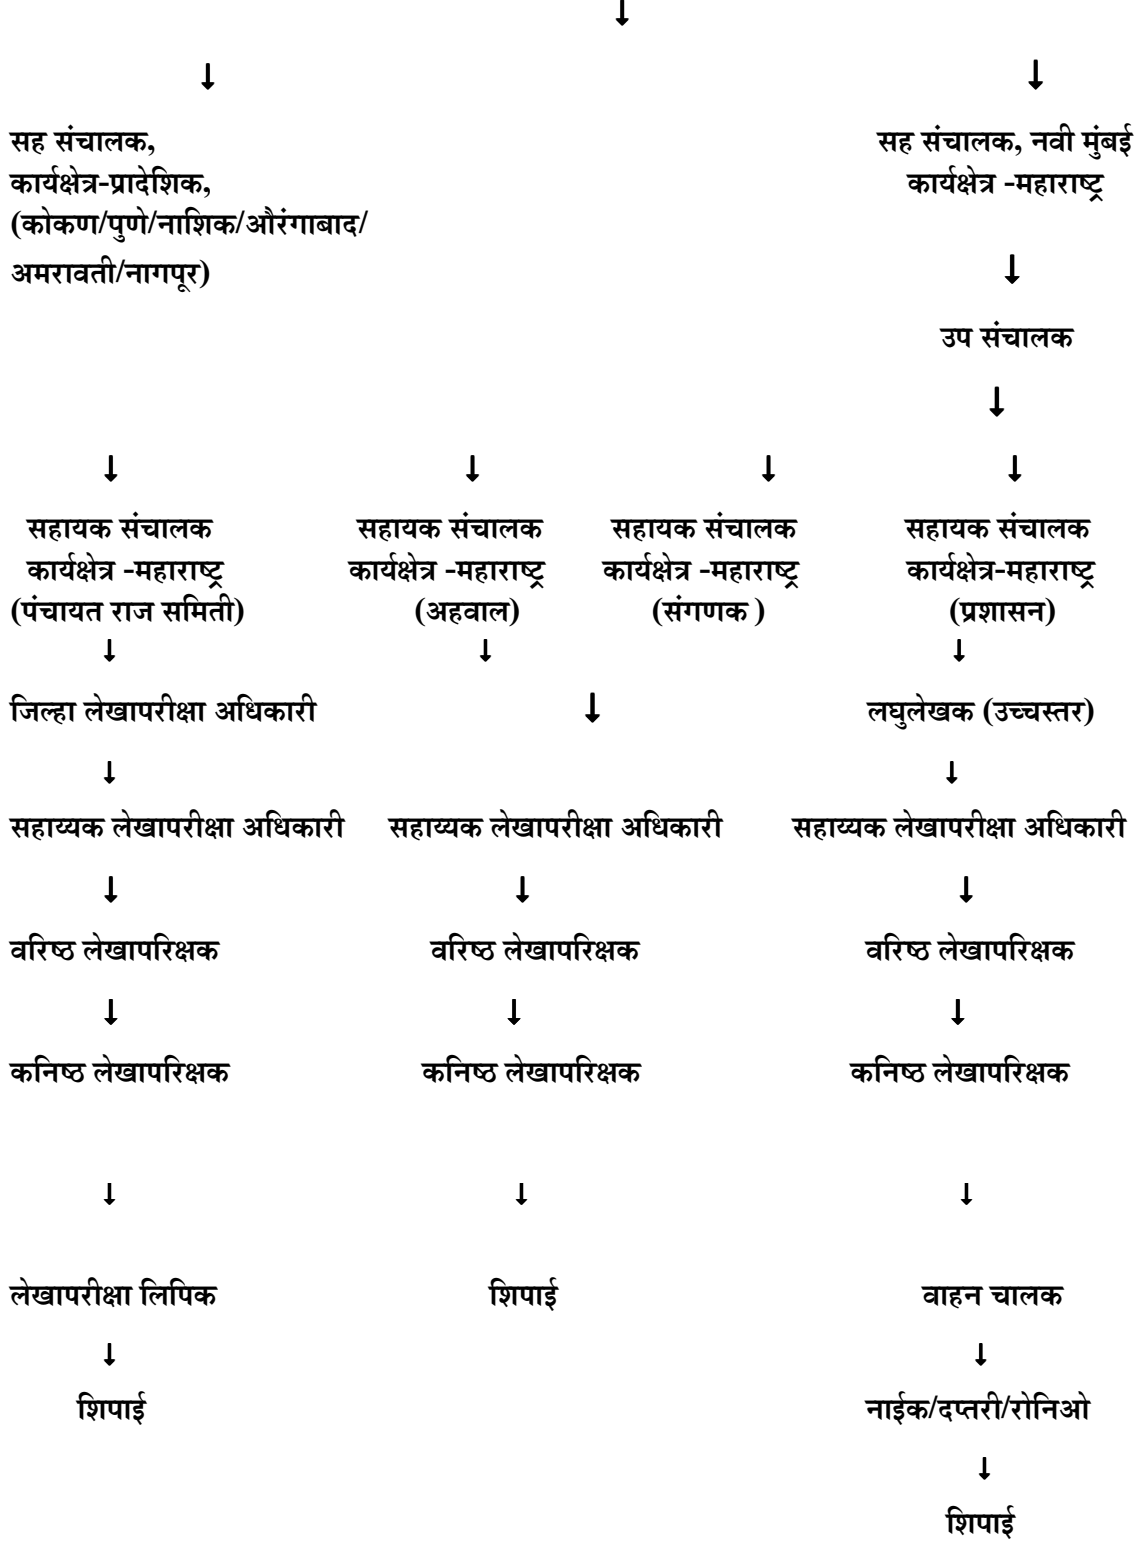 ↓
↓ ↓
सह संचालक, सह संचालक, नवी मुंबई
कार्यक्षेत्र-प्रादेशिक, कार्यक्षेत्र -महाराष्ट्र
(कोकण/पुणे/नाशिक/औरंगाबाद/
अमरावती/नागपूर) ↓
उप संचालक
↓
↓ ↓ ↓ ↓
सहायक संचालक सहायक संचालक सहायक संचालक सहायक संचालक
कार्यक्षेत्र -महाराष्ट्र कार्यक्षेत्र -महाराष्ट्र कार्यक्षेत्र -महाराष्ट्र कार्यक्षेत्र-महाराष्ट्र
(पंचायत राज समिती) (अहवाल) (संगणक ) (प्रशासन)
↓ ↓ ↓
जिल्हा लेखापरीक्षा अधिकारी ↓ लघुलेखक (उच्चस्तर)
↓ ↓
सहाय्यक लेखापरीक्षा अधिकारी सहाय्यक लेखापरीक्षा अधिकारी सहाय्यक लेखापरीक्षा अधिकारी
↓ ↓ ↓
वरिष्ठ लेखापरिक्षक वरिष्ठ लेखापरिक्षक वरिष्ठ लेखापरिक्षक
↓ ↓ ↓
कनिष्ठ लेखापरिक्षक कनिष्ठ लेखापरिक्षक कनिष्ठ लेखापरिक्षक
↓ ↓ ↓
लेखापरीक्षा लिपिक शिपाई वाहन चालक
↓ ↓
शिपाई नाईक/दप्तरी/रोनिओ
↓
शिपाई